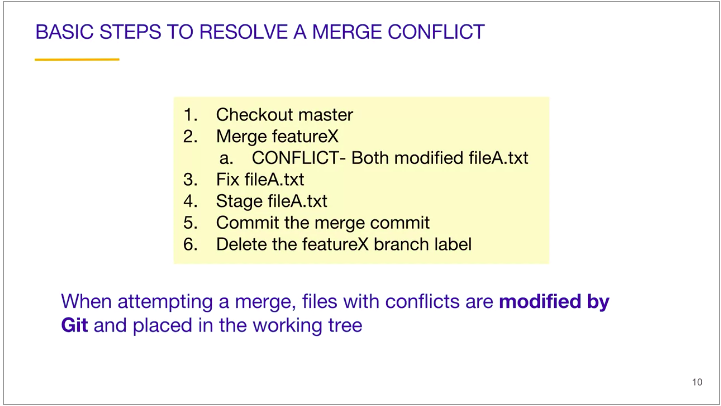 BASIC STEPS TO RESOLVE A MERGE CONFLICT
1. Checkout master
2. Merge featureX
a. CONFLICT- Both modified fileA.txt
3. Fix fileA.txt
4. Stage fileA.txt
5. Commit the merge commit
6. Delete the featureX branch label
When attempting a merge, files with conflicts are modified by
Git and placed in the working tree
10